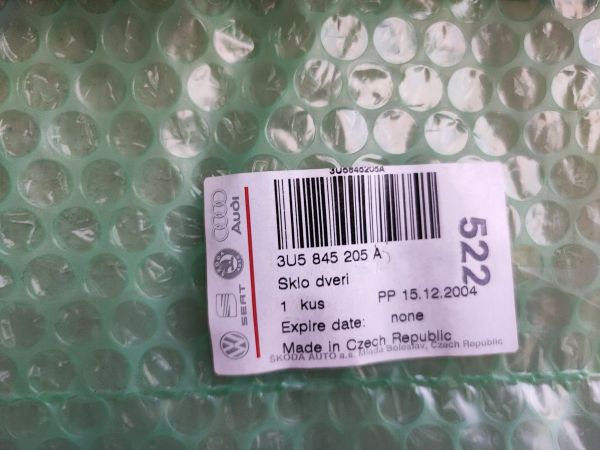 3U5845205A
3U5 845 205 A
Sklo dveri
1 kus PP 15.12.2004
Expire date: none
Made in Czech Republic
ŠKODA AUTO a.s. Mlada Boleslav, Czech Republic
522
Audi
SEAT